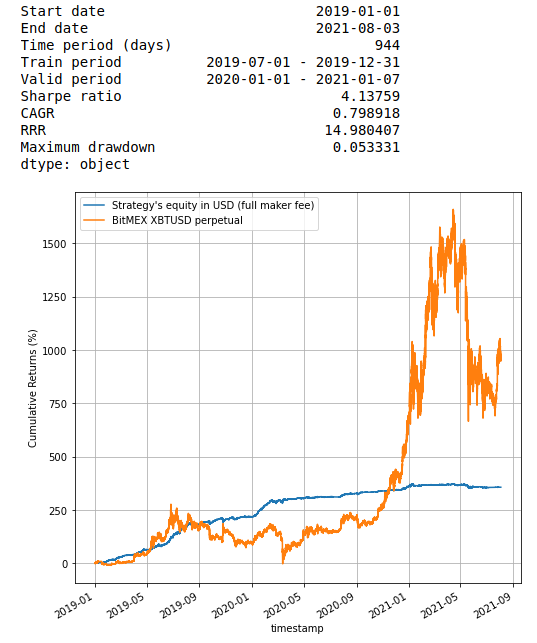 Start date 2019-01-01
End date 2021-08-03
Time period (days) 944
Train period 2019-07-01 - 2019-12-31
Valid period 2020-01-01 - 2021-01-07
Sharpe ratio 4.13759
CAGR 0.798918
RRR 14.980407
Maximum drawdown 0.053331
dtype: object
Strategy's equity in USD (full maker fee)
BitMEX XBTUSD perpetual
Cumulative Returns (%)
1500
1250
1000
750
500
250
0
2019-01
2019-05
2019-09
2020-01
2020-05
2020-09
2021-01
2021-05
2021-09
timestamp